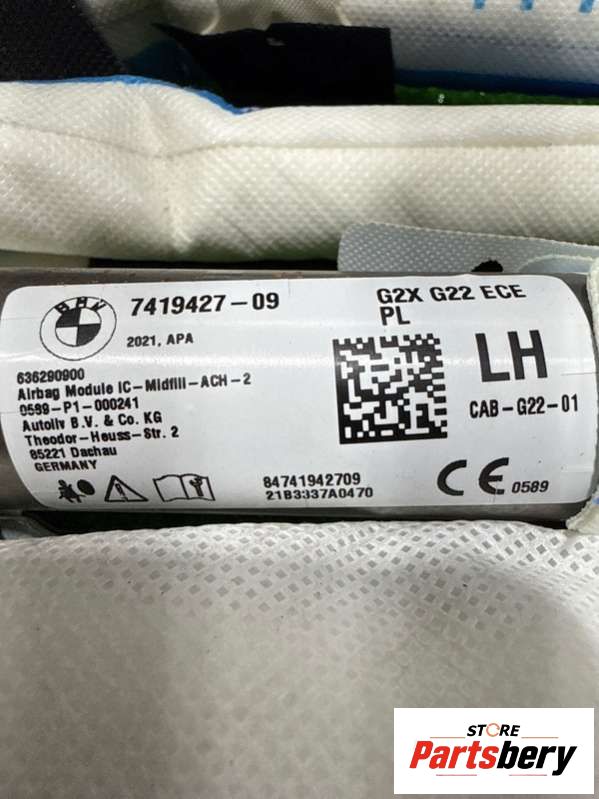 BMW
7419427-09
2021, APA
636290900
Airbag Module IC-Midfill-ACH-2
0589-P1-000241
Autoliv B.V. & Co. KG
Theodor-Heuss-Str. 2
85221 Dachau
GERMANY
G2X G22 ECE
PL
LH
CAB-G22-01
84741942709
21B3337A0470
CE 0589
STORE
Partsbery